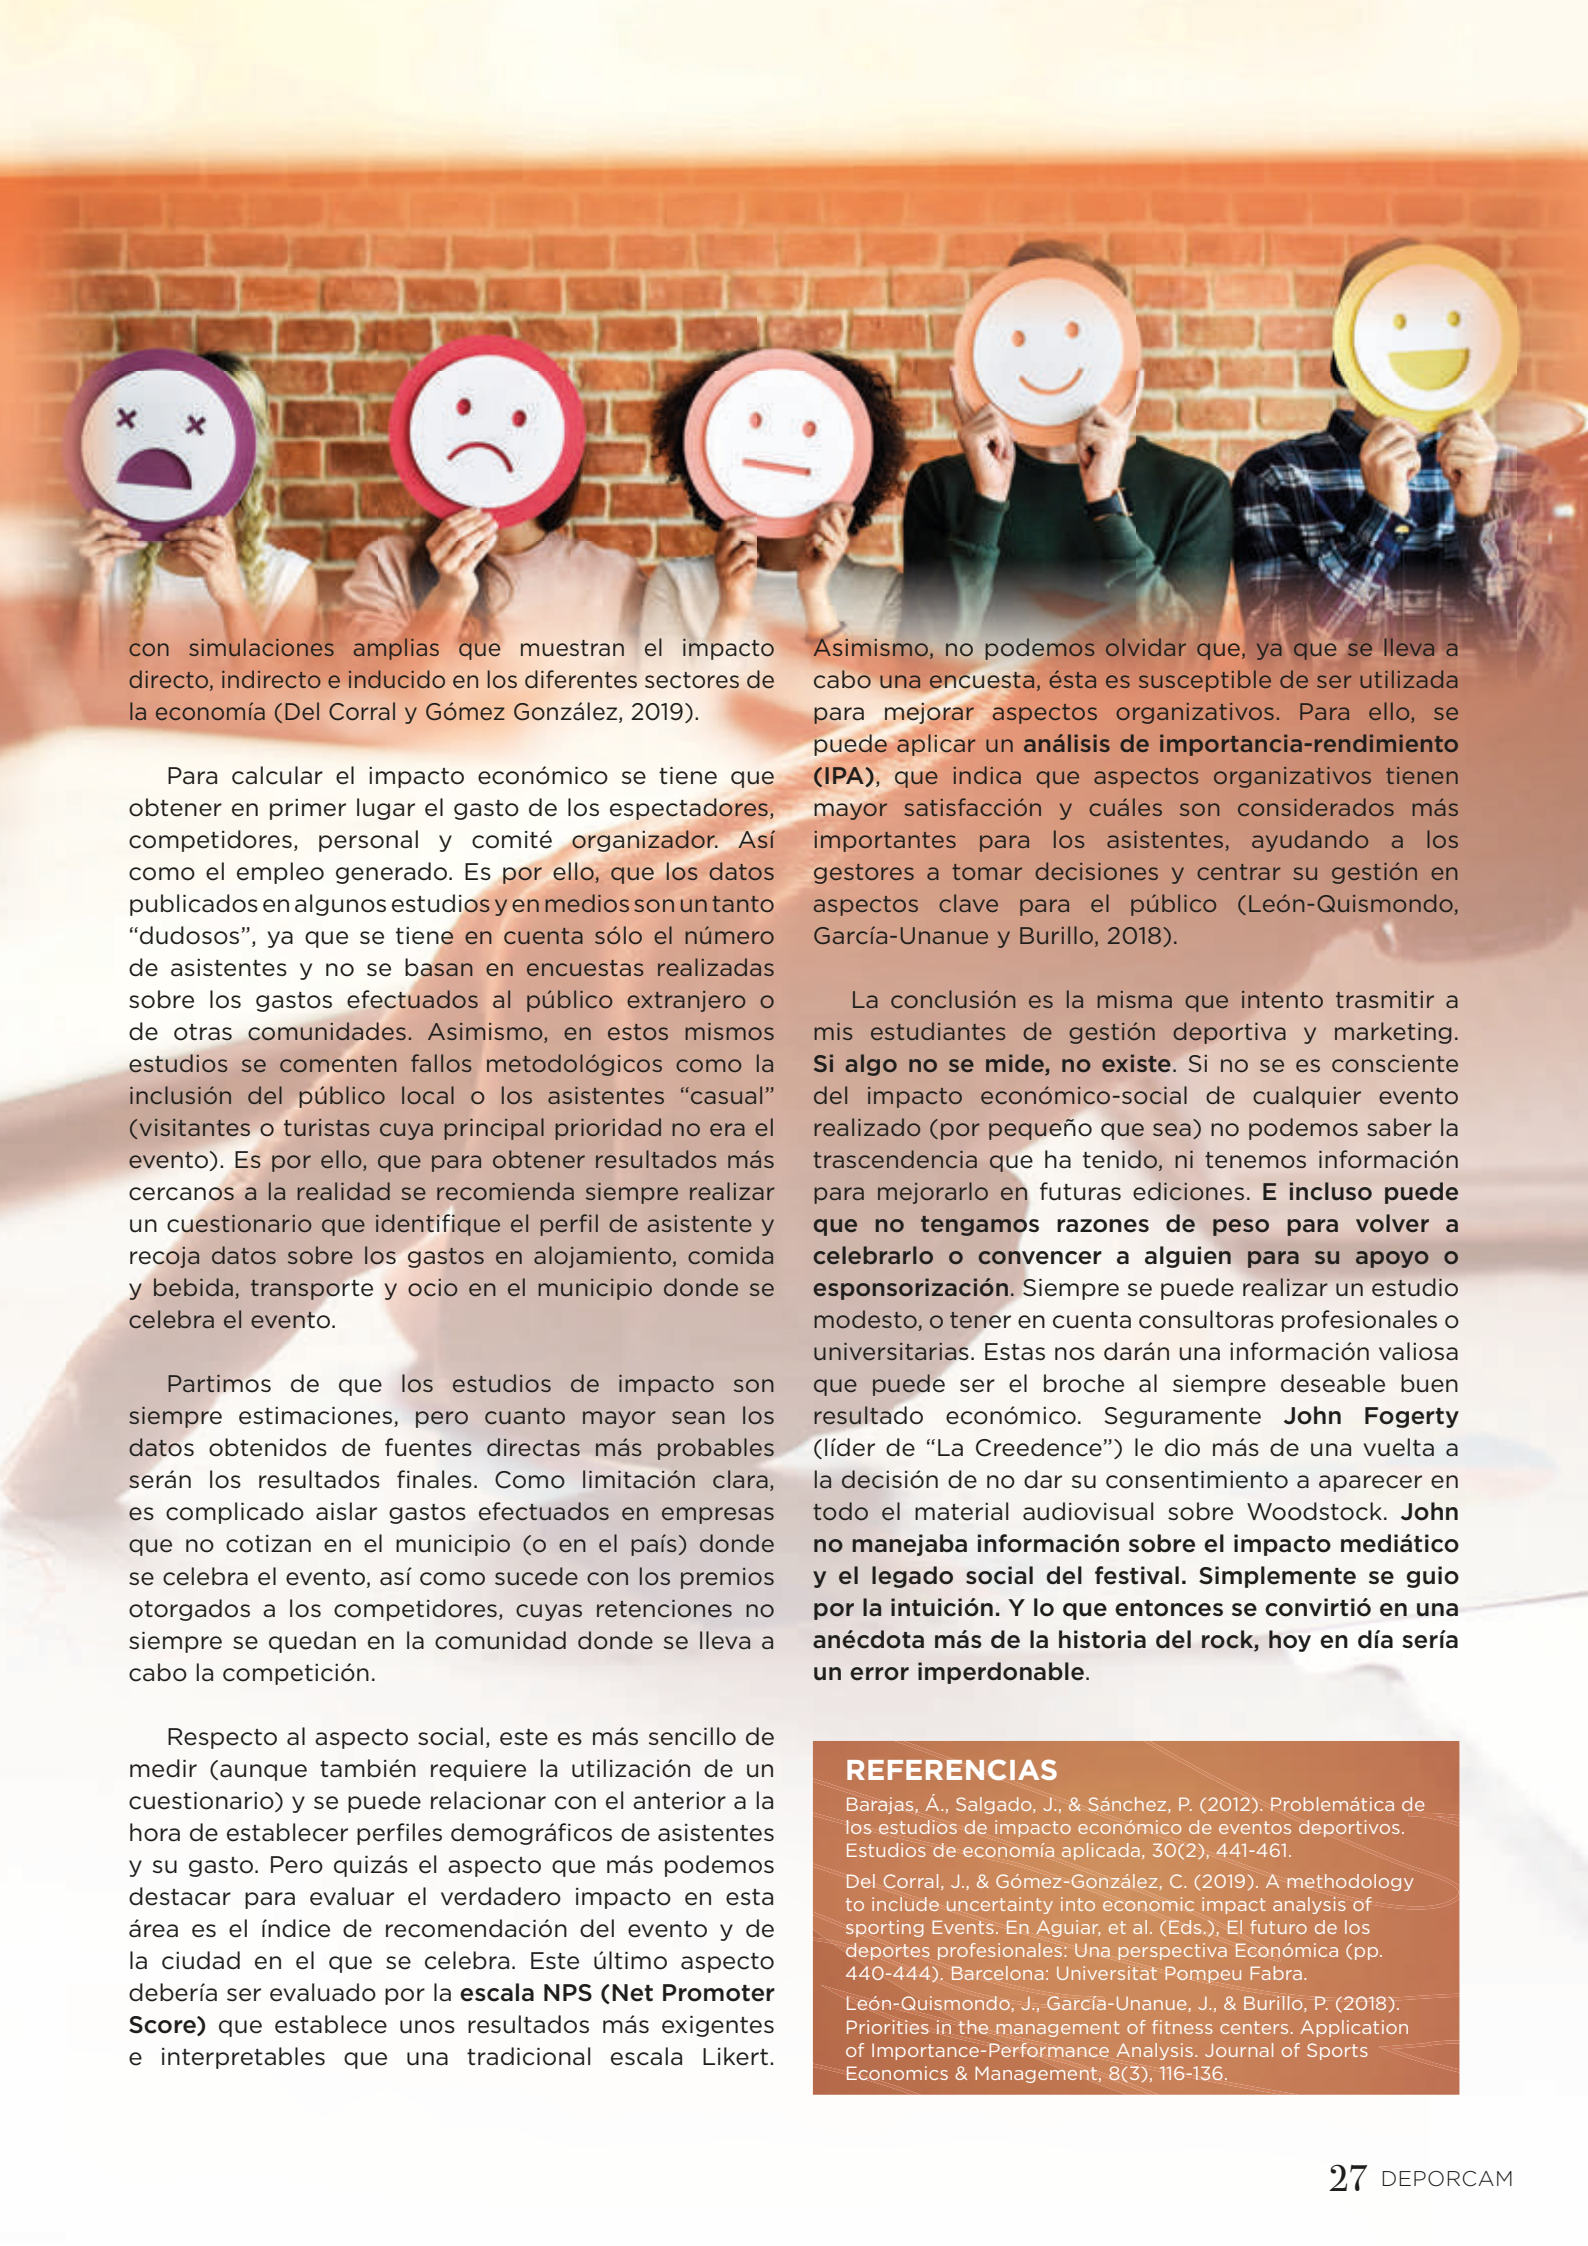 con simulaciones amplias que muestran el impacto
directo, indirecto e inducido en los diferentes sectores de
la economía (Del Corral y Gómez González, 2019).
Para calcular el impacto económico se tiene que
obtener en primer lugar el gasto de los espectadores,
competidores, personal y comité organizador. Así
como el empleo generado. Es por ello, que los datos
publicados en algunos estudios y en medios son un tanto
“dudosos”, ya que se tiene en cuenta sólo el número
de asistentes y no se basan en encuestas realizadas
sobre los gastos efectuados al público extranjero o
de otras comunidades. Asimismo, en estos mismos
estudios se comenten fallos metodológicos como la
inclusión del público local o los asistentes “casual”
(visitantes o turistas cuya principal prioridad no era el
evento). Es por ello, que para obtener resultados más
cercanos a la realidad se recomienda siempre realizar
un cuestionario que identifique el perfil de asistente y
recoja datos sobre los gastos en alojamiento, comida
y bebida, transporte y ocio en el municipio donde se
celebra el evento.
Partimos de que los estudios de impacto son
siempre estimaciones, pero cuanto mayor sean los
datos obtenidos de fuentes directas más probables
serán los resultados finales. Como limitación clara,
es complicado aislar gastos efectuados en empresas
que no cotizan en el municipio (o en el país) donde
se celebra el evento, así como sucede con los premios
otorgados a los competidores, cuyas retenciones no
siempre se quedan en la comunidad donde se lleva a
cabo la competición.
Respecto al aspecto social, este es más sencillo de
medir (aunque también requiere la utilización de un
cuestionario) y se puede relacionar con el anterior a la
hora de establecer perfiles demográficos de asistentes
y su gasto. Pero quizás el aspecto que más podemos
destacar para evaluar el verdadero impacto en esta
área es el índice de recomendación del evento y de
la ciudad en el que se celebra. Este último aspecto
debería ser evaluado por la escala NPS (Net Promoter
Score) que establece unos resultados más exigentes
e interpretables que una tradicional escala Likert.
Asimismo, no podemos olvidar que, ya que se lleva a
cabo una encuesta, ésta es susceptible de ser utilizada
para mejorar aspectos organizativos. Para ello, se
puede aplicar un análisis de importancia-rendimiento
(IPA), que indica que aspectos organizativos tienen
mayor satisfacción y cuáles son considerados más
importantes para los asistentes, ayudando a los
gestores a tomar decisiones y centrar su gestión en
aspectos clave para el público (León-Quismondo,
García-Unanue y Burillo, 2018).
La conclusión es la misma que intento trasmitir a
mis estudiantes de gestión deportiva y marketing.
Si algo no se mide, no existe. Si no se es consciente
del impacto económico-social de cualquier evento
realizado (por pequeño que sea) no podemos saber la
trascendencia que ha tenido, ni tenemos información
para mejorarlo en futuras ediciones. E incluso puede
que no tengamos razones de peso para volver a
celebrarlo o convencer a alguien para su apoyo o
esponsorización. Siempre se puede realizar un estudio
modesto, o tener en cuenta consultoras profesionales o
universitarias. Estas nos darán una información valiosa
que puede ser el broche al siempre deseable buen
resultado económico. Seguramente John Fogerty
(líder de “La Creedence”) le dio más de una vuelta a
la decisión de no dar su consentimiento a aparecer en
todo el material audiovisual sobre Woodstock. John
no manejaba información sobre el impacto mediático
y el legado social del festival. Simplemente se guio
por la intuición. Y lo que entonces se convirtió en una
anécdota más de la historia del rock, hoy en día sería
un error imperdonable.
REFERENCIAS
Barajas, Á., Salgado, J., & Sánchez, P. (2012). Problemática de
los estudios de impacto económico de eventos deportivos.
Estudios de economía aplicada, 30(2), 441-461.
Del Corral, J., & Gómez-González, C. (2019). A methodology
to include uncertainty into economic impact analysis of
sporting Events. En Aguiar, et al. (Eds.), El futuro de los
deportes profesionales: Una perspectiva Económica (pp.
440-444). Barcelona: Universitat Pompeu Fabra.
León-Quismondo, J., García-Unanue, J., & Burillo, P. (2018).
Priorities in the management of fitness centers. Application
of Importance-Performance Analysis. Journal of Sports
Economics & Management, 8(3), 116-136.
27 DEPORCAM